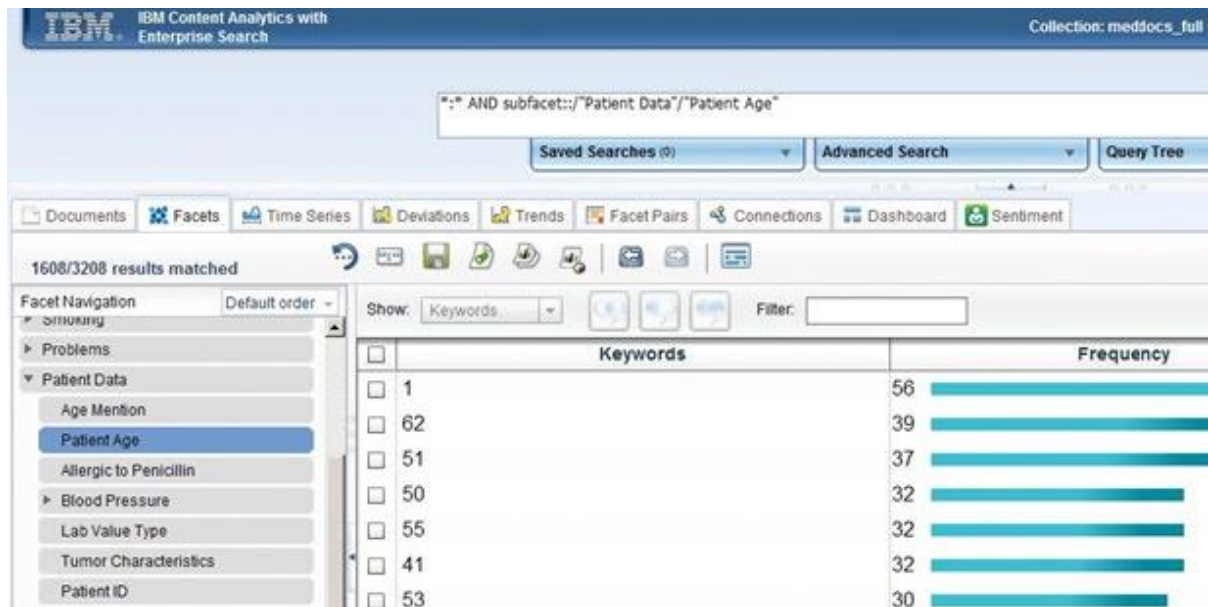 IBM. IBM Content Analytics with
Enterprise Search
Collection: meddocs_full
"*:* AND subfacet::/"Patient Data"/"Patient Age"
Saved Searches (0) Advanced Search Query Tree
Documents Facets Time Series Deviations Trends Facet Pairs Connections Dashboard Sentiment
1608/3208 results matched
Facet Navigation Default order
Show: Keywords Filter:
Smoking
Problems
Patient Data
Age Mention
Patient Age
Allergic to Penicillin
Blood Pressure
Lab Value Type
Tumor Characteristics
Patient ID
Keywords Frequency
1 56
62 39
51 37
50 32
55 32
41 32
53 30